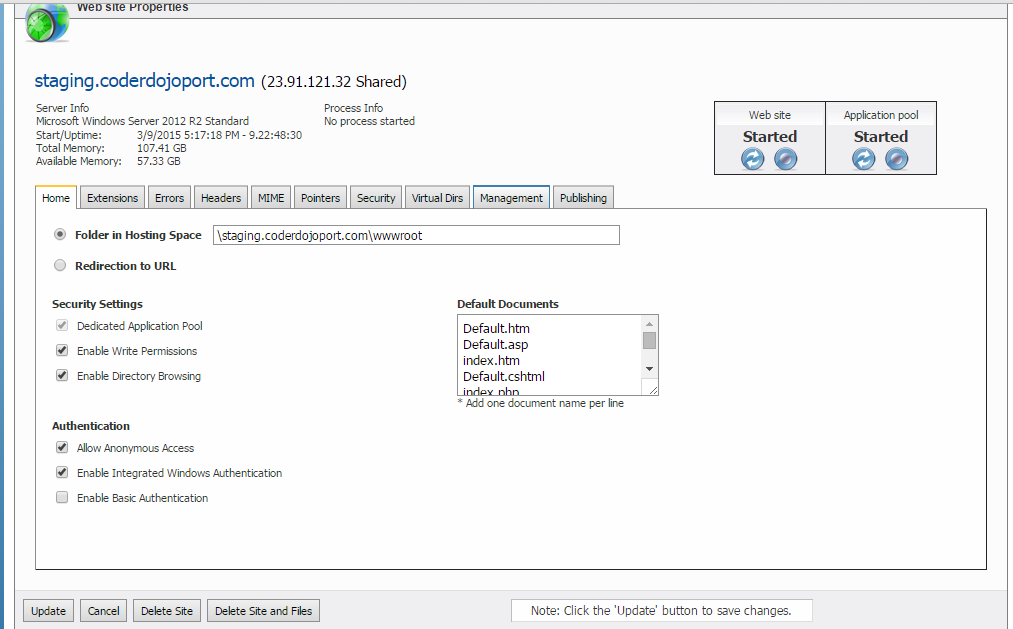 Web site Properties
staging.coderdojoport.com (23.91.121.32 Shared)
Server Info
Microsoft Windows Server 2012 R2 Standard
Start/Uptime: 3/9/2015 5:17:18 PM - 9.22:48:30
Total Memory: 107.41 GB
Available Memory: 57.33 GB
Process Info
No process started
Web site
Started
Application pool
Started
Home Extensions Errors Headers MIME Pointers Security Virtual Dirs Management Publishing
Folder in Hosting Space \staging.coderdojoport.com\wwwroot
Redirection to URL
Security Settings
Dedicated Application Pool
Enable Write Permissions
Enable Directory Browsing
Default Documents
Default.htm
Default.asp
index.htm
Default.cshtml
index.php
* Add one document name per line
Authentication
Allow Anonymous Access
Enable Integrated Windows Authentication
Enable Basic Authentication
Update Cancel Delete Site Delete Site and Files
Note: Click the 'Update' button to save changes.